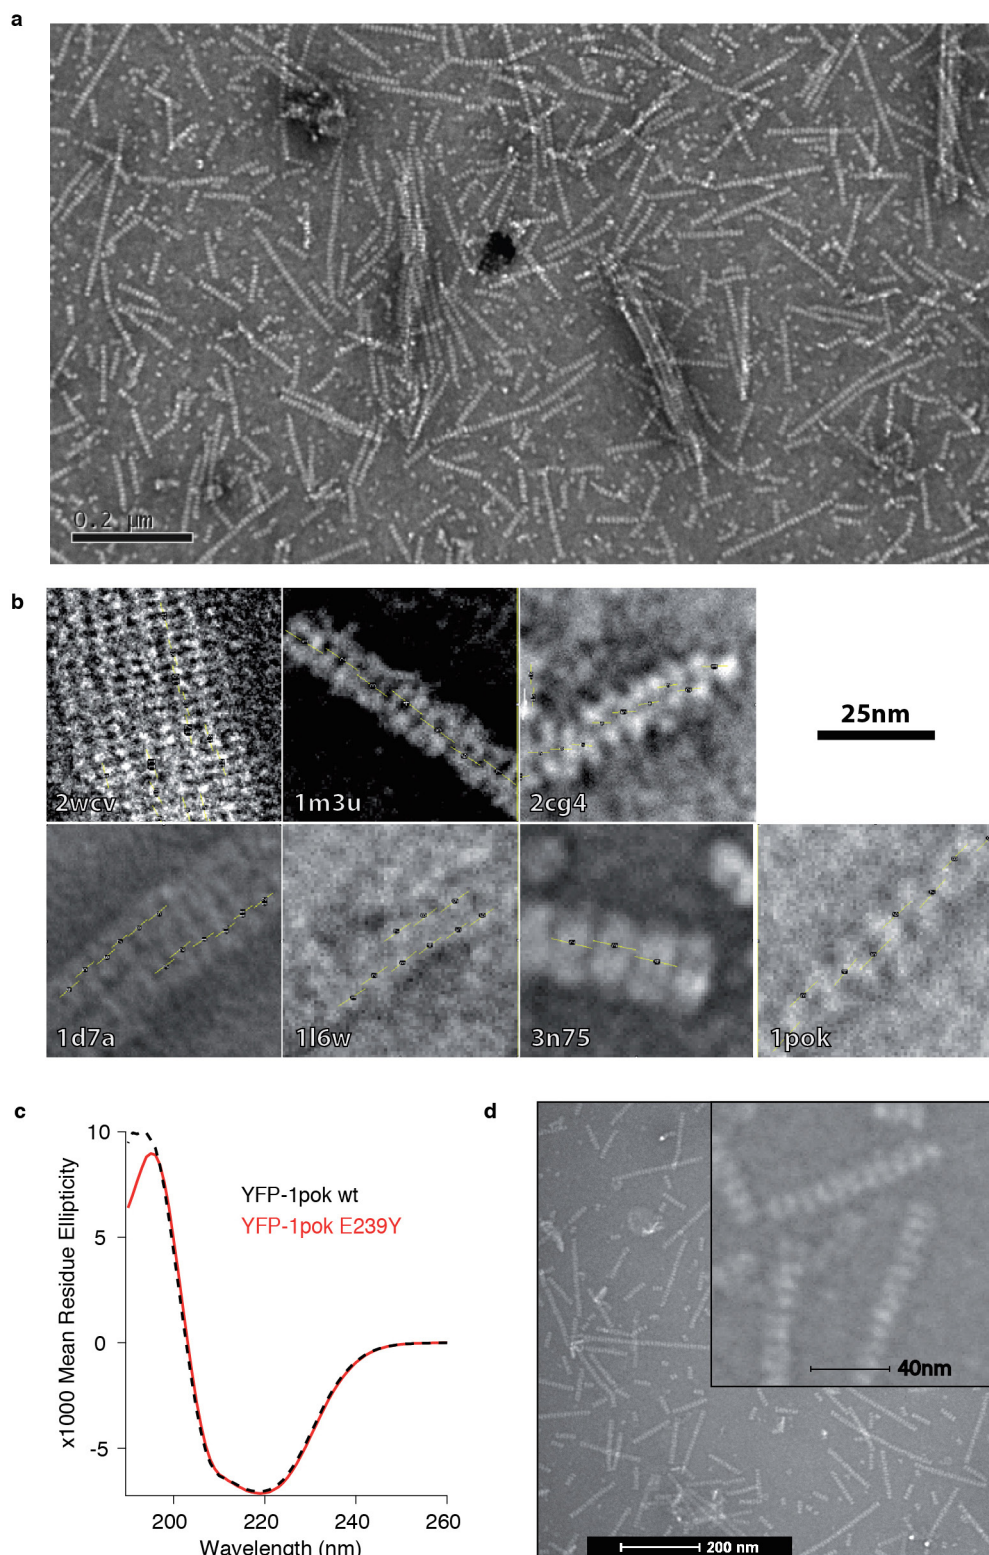 a
0.2 µm
b
2wcv
1m3u
2cg4
25nm
1d7a
1l6w
3n75
1pok
c
10
5
0
-5
x1000 Mean Residue Ellipticity
YFP-1pok wt
YFP-1pok E239Y
200
220
240
260
Wavelength (nm)
d
40nm
200 nm